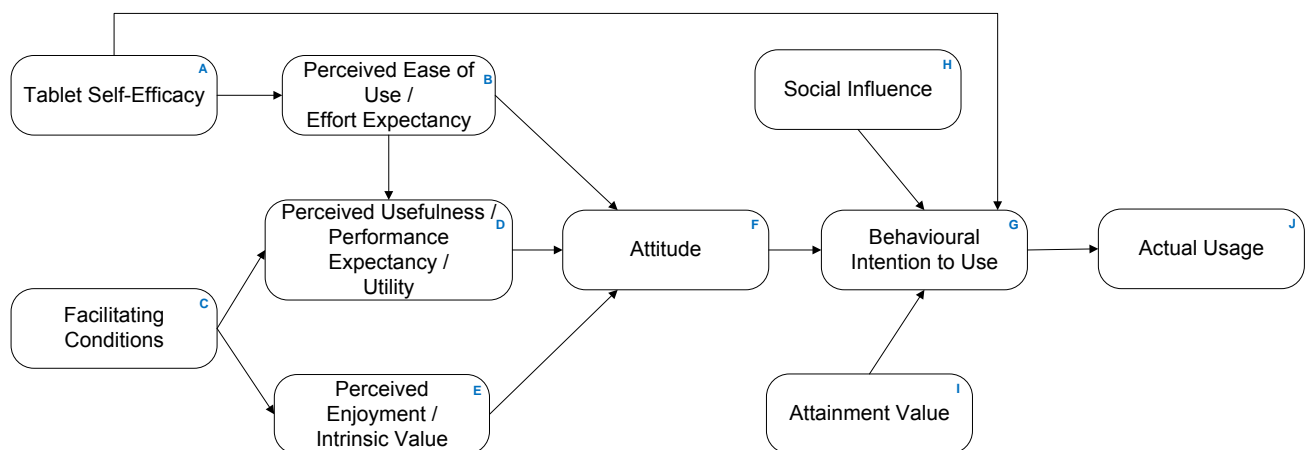 A
Tablet Self-Efficacy
Perceived Ease of
Use /
Effort Expectancy
B
H
Social Influence
Perceived Usefulness /
Performance
Expectancy /
Utility
D
Attitude
F
Behavioural
Intention to Use
G
Actual Usage
J
Facilitating
Conditions
C
Perceived
Enjoyment /
Intrinsic Value
E
Attainment Value
I